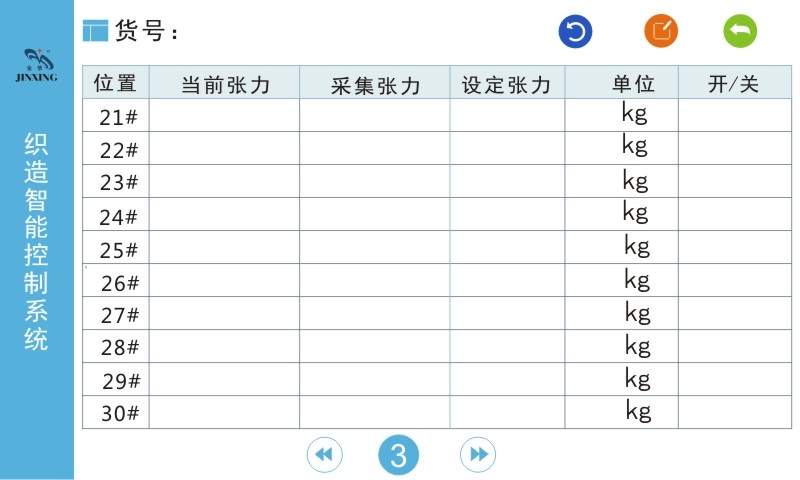 货号：
金信
JINXING
织造智能控制系统
位置 当前张力 采集张力 设定张力 单位 开/关
21# kg
22# kg
23# kg
24# kg
25# kg
26# kg
27# kg
28# kg
29# kg
30# kg
3